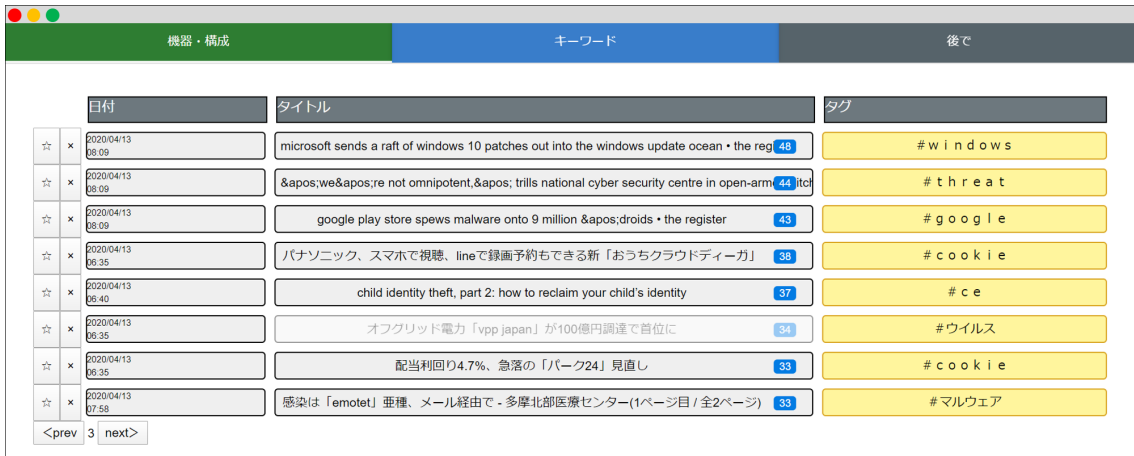 機器・構成 キーワード 後で
日付 タイトル タグ
☆ × 2020/04/13 08:09 microsoft sends a raft of windows 10 patches out into the windows update ocean • the reg 48 #windows
☆ × 2020/04/13 08:09 &apos;we&apos;re not omnipotent,&apos; trills national cyber security centre in open-arm 44 itch #threat
☆ × 2020/04/13 08:09 google play store spews malware onto 9 million &apos;droids • the register 43 #google
☆ × 2020/04/13 06:35 パナソニック、スマホで視聴、lineで録画予約もできる新「おうちクラウドディーガ」 38 #cookie
☆ × 2020/04/13 06:40 child identity theft, part 2: how to reclaim your child's identity 37 #ce
☆ × 2020/04/13 06:35 オフグリッド電力「vpp japan」が100億円調達で首位に 34 #ウイルス
☆ × 2020/04/13 06:35 配当利回り4.7%、急落の「パーク24」見直し 33 #cookie
☆ × 2020/04/13 07:58 感染は「emotet」亜種、メール経由で - 多摩北部医療センター(1ページ目 / 全2ページ) 33 #マルウェア
＜prev 3 next＞